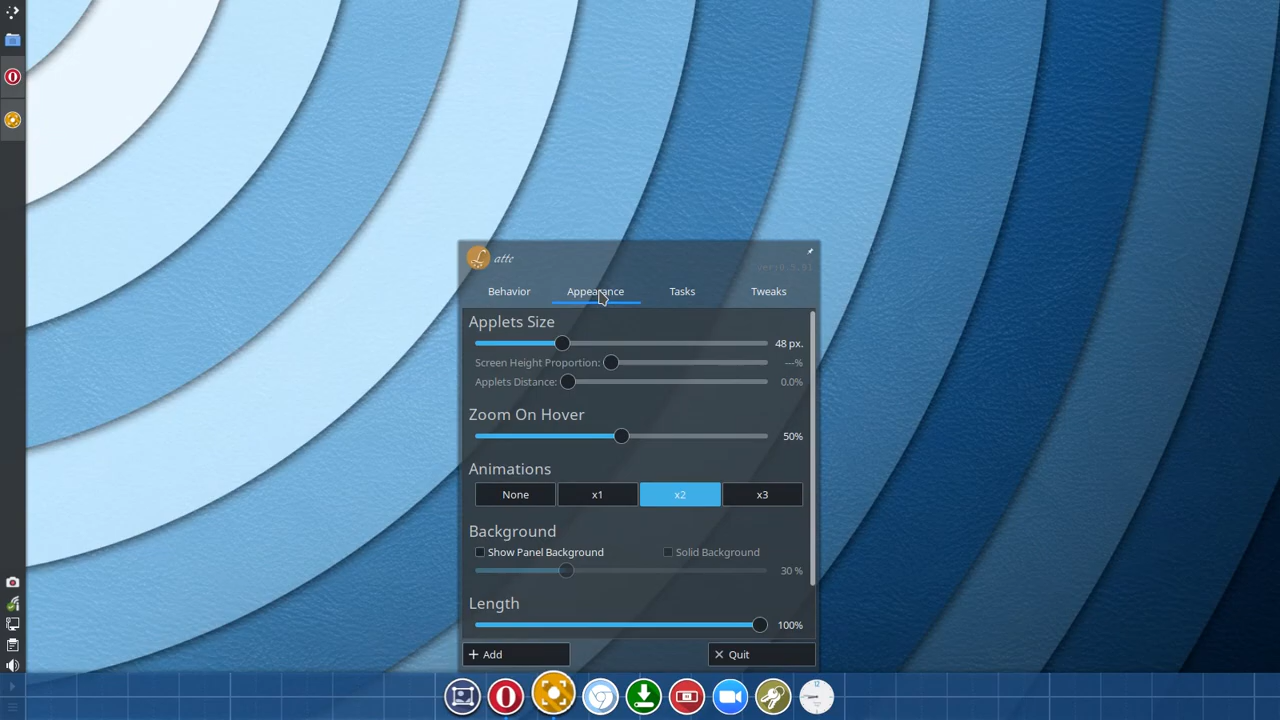 Latte
Behavior Appearance Tasks Tweaks
Applets Size
48 px.
Screen Height Proportion: ---%
Applets Distance: 0.0%
Zoom On Hover
50%
Animations
None x1 x2 x3
Background
Show Panel Background Solid Background
30 %
Length
100%
Add Quit
12